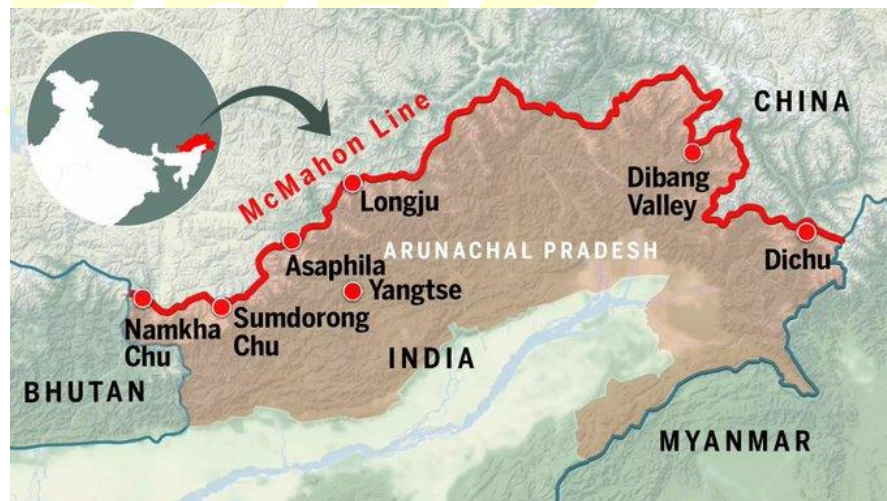 McMahon Line
CHINA
Dibang
Valley
Longju
Dichu
ARUNACHAL PRADESH
Asaphila
Yangtse
Namkha
Chu
Sumdorong
Chu
INDIA
BHUTAN
MYANMAR